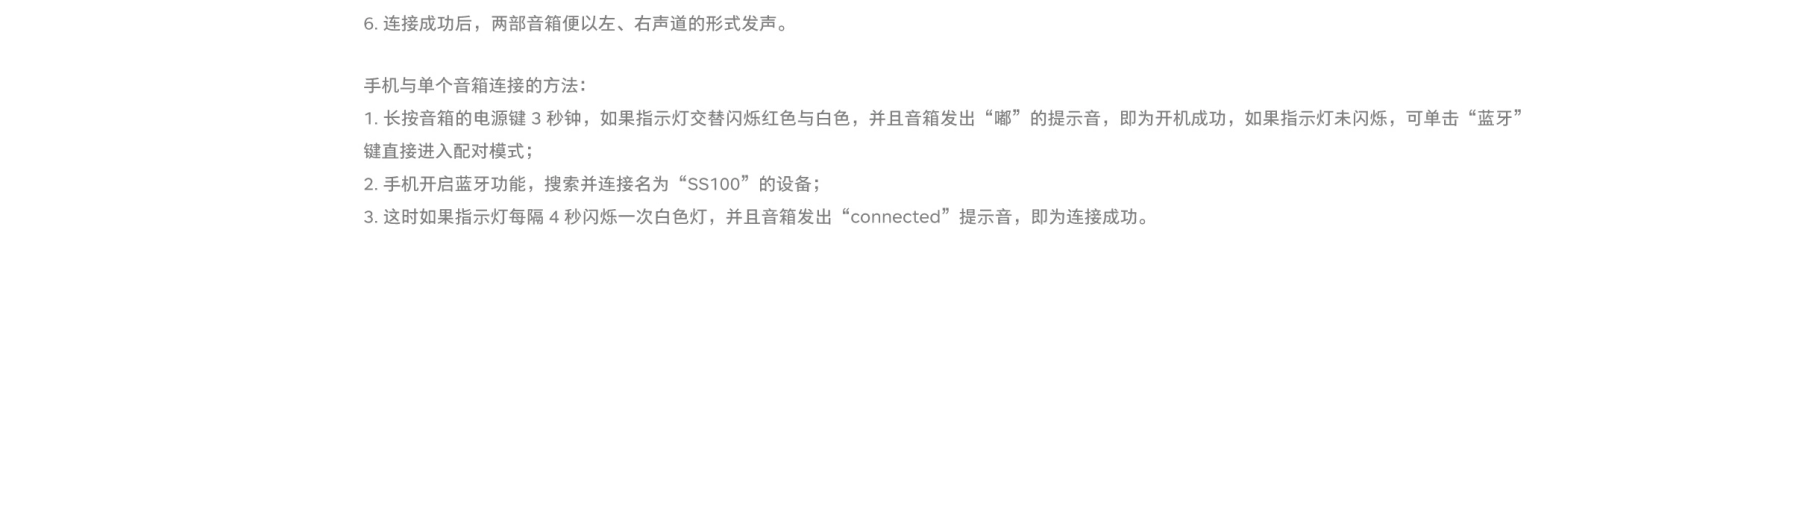 6. 连接成功后，两部音箱便以左、右声道的形式发声。
手机与单个音箱连接的方法：
1. 长按音箱的电源键 3 秒钟，如果指示灯交替闪烁红色与白色，并且音箱发出“嘟”的提示音，即为开机成功，如果指示灯未闪烁，可单击“蓝牙”
键直接进入配对模式；
2. 手机开启蓝牙功能，搜索并连接名为“SS100”的设备；
3. 这时如果指示灯每隔 4 秒闪烁一次白色灯，并且音箱发出“connected”提示音，即为连接成功。